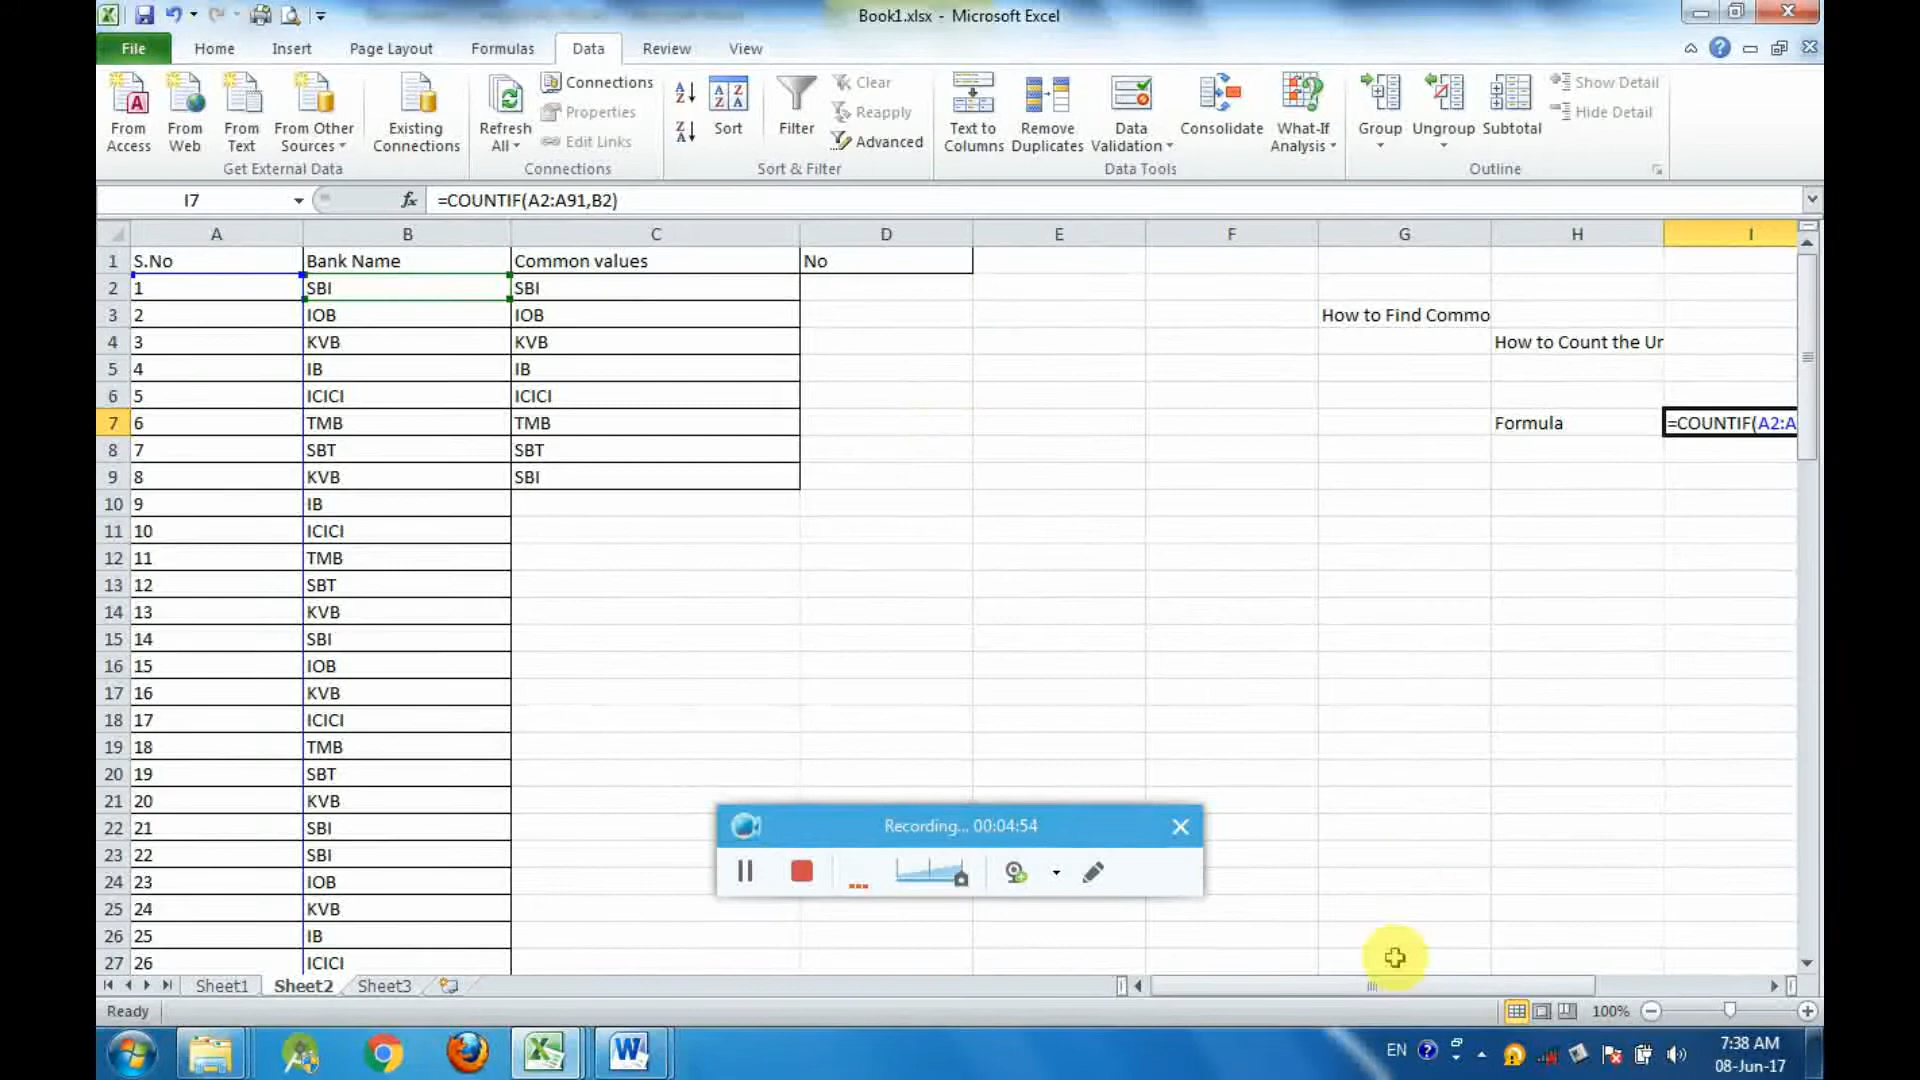 Book1.xlsx - Microsoft Excel
File Home Insert Page Layout Formulas Data Review View
From Access
From Web
From Text
From Other Sources
Existing Connections
Get External Data
Refresh All
Connections
Properties
Edit Links
Connections
Sort
Filter
Clear
Reapply
Advanced
Sort & Filter
Text to Columns
Remove Duplicates
Data Validation
Consolidate
What-If Analysis
Data Tools
Group
Ungroup
Subtotal
Show Detail
Hide Detail
Outline
I7 fx =COUNTIF(A2:A91,B2)
A B C D E F G H I
1 S.No Bank Name Common values No
2 1 SBI SBI
3 2 IOB IOB How to Find Commo
4 3 KVB KVB How to Count the Ur
5 4 IB IB
6 5 ICICI ICICI
7 6 TMB TMB Formula =COUNTIF(A2:A
8 7 SBT SBT
9 8 KVB SBI
10 9 IB
11 10 ICICI
12 11 TMB
13 12 SBT
14 13 KVB
15 14 SBI
16 15 IOB
17 16 KVB
18 17 ICICI
19 18 TMB
20 19 SBT
21 20 KVB
22 21 SBI
23 22 SBI
24 23 IOB
25 24 KVB
26 25 IB
27 26 ICICI
Recording... 00:04:54
Sheet1 Sheet2 Sheet3
Ready 100%
EN 7:38 AM
08-Jun-17